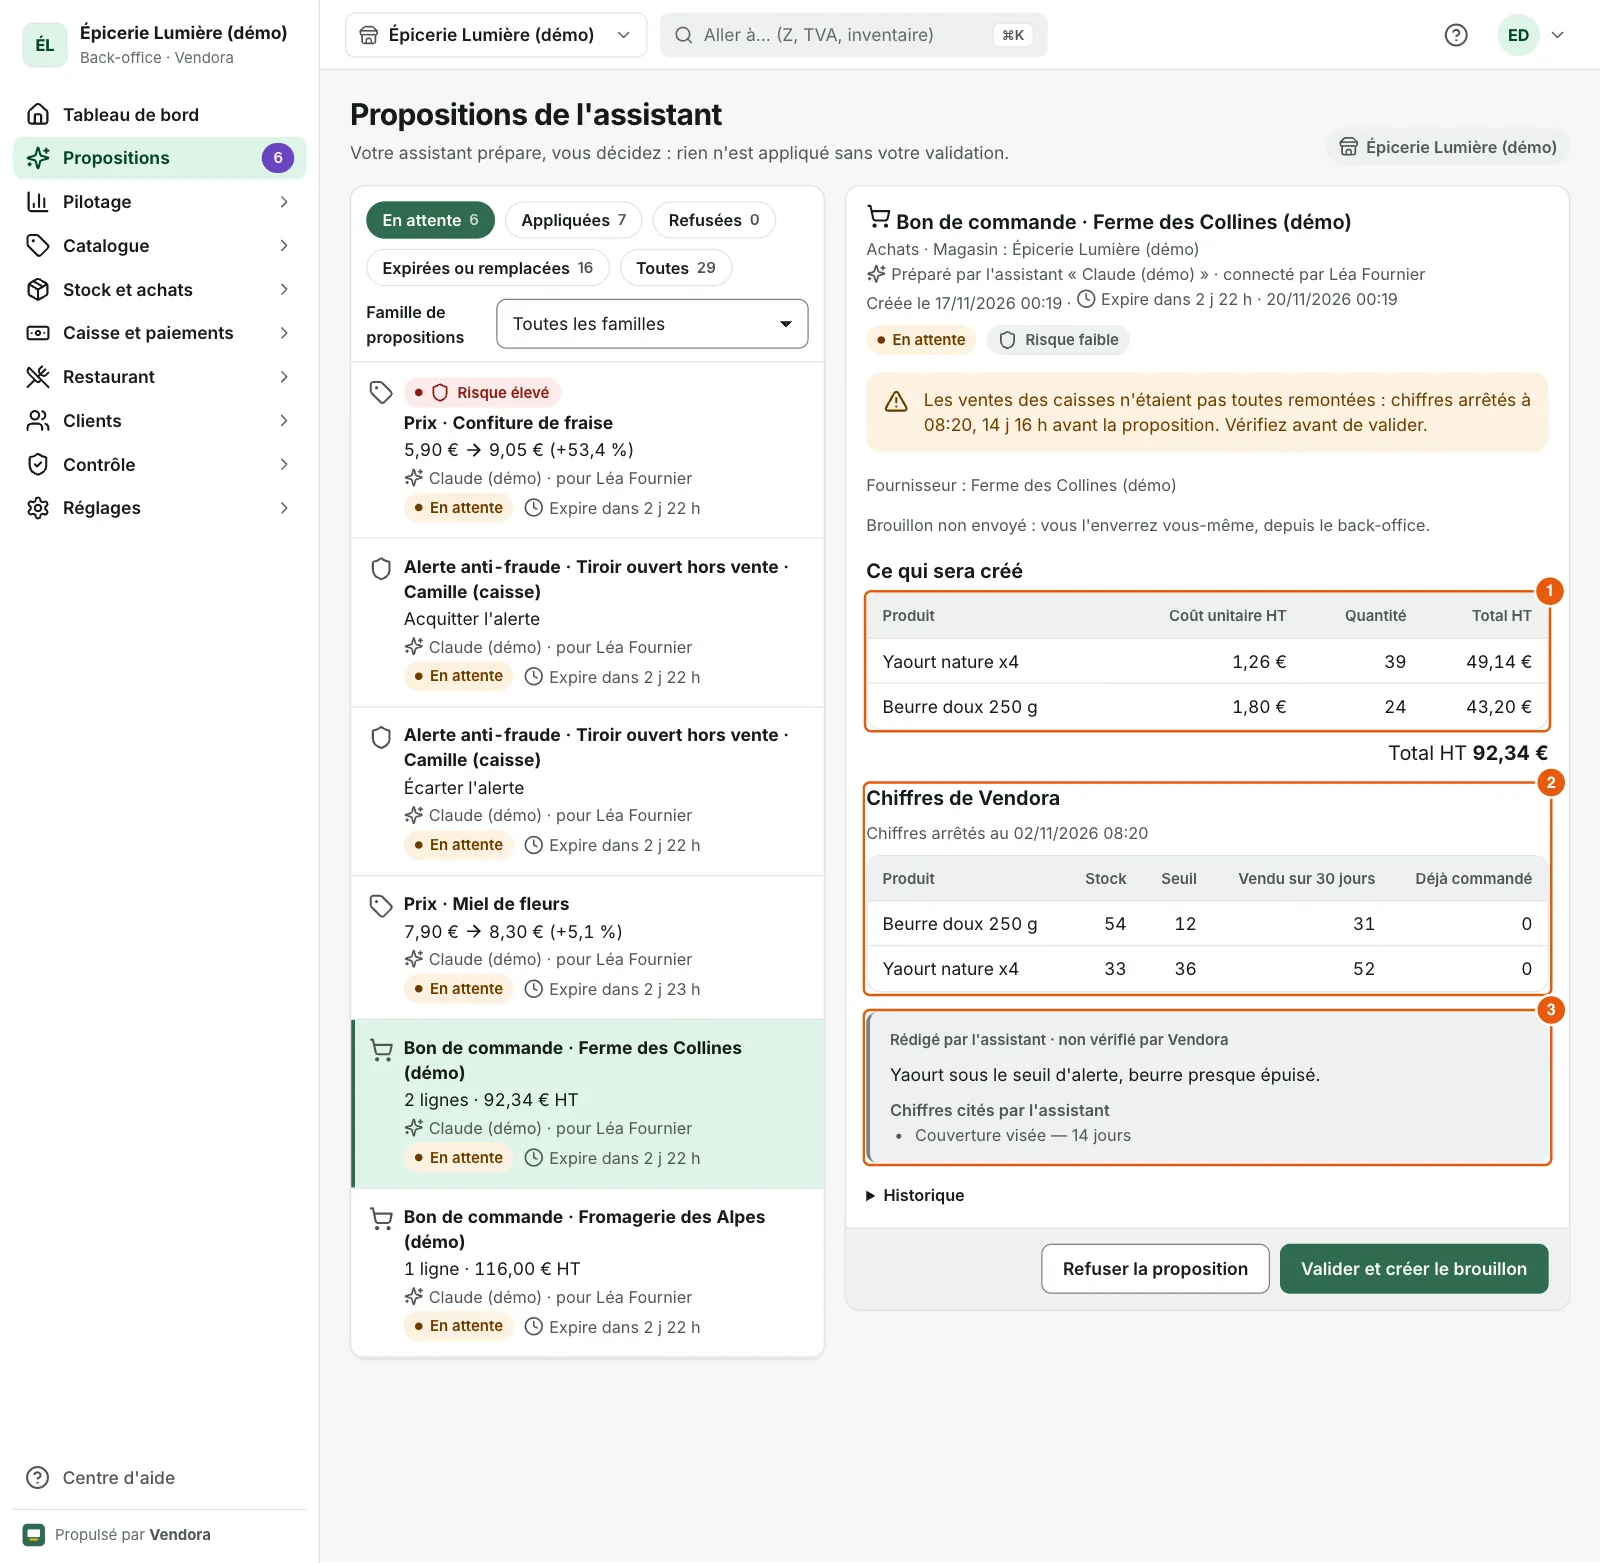 ÉL
Épicerie Lumière (démo)
Back-office · Vendora
Tableau de bord
Propositions 6
Pilotage
Catalogue
Stock et achats
Caisse et paiements
Restaurant
Clients
Contrôle
Réglages
Centre d'aide
Propulsé par Vendora
Épicerie Lumière (démo)
Aller à... (Z, TVA, inventaire) ⌘K
ED
Propositions de l'assistant
Votre assistant prépare, vous décidez : rien n'est appliqué sans votre validation.
Épicerie Lumière (démo)
En attente 6 Appliquées 7 Refusées 0
Expirées ou remplacées 16 Toutes 29
Famille de propositions
Toutes les familles
Risque élevé
Prix · Confiture de fraise
5,90 € → 9,05 € (+53,4 %)
Claude (démo) · pour Léa Fournier
En attente Expire dans 2 j 22 h
Alerte anti-fraude · Tiroir ouvert hors vente ·
Camille (caisse)
Acquitter l'alerte
Claude (démo) · pour Léa Fournier
En attente Expire dans 2 j 22 h
Alerte anti-fraude · Tiroir ouvert hors vente ·
Camille (caisse)
Écarter l'alerte
Claude (démo) · pour Léa Fournier
En attente Expire dans 2 j 22 h
Prix · Miel de fleurs
7,90 € → 8,30 € (+5,1 %)
Claude (démo) · pour Léa Fournier
En attente Expire dans 2 j 23 h
Bon de commande · Ferme des Collines
(démo)
2 lignes · 92,34 € HT
Claude (démo) · pour Léa Fournier
En attente Expire dans 2 j 22 h
Bon de commande · Fromagerie des Alpes
(démo)
1 ligne · 116,00 € HT
Claude (démo) · pour Léa Fournier
En attente Expire dans 2 j 22 h
Bon de commande · Ferme des Collines (démo)
Achats · Magasin : Épicerie Lumière (démo)
Préparé par l'assistant « Claude (démo) » · connecté par Léa Fournier
Créée le 17/11/2026 00:19 · Expire dans 2 j 22 h · 20/11/2026 00:19
En attente Risque faible
Les ventes des caisses n'étaient pas toutes remontées : chiffres arrêtés à
08:20, 14 j 16 h avant la proposition. Vérifiez avant de valider.
Fournisseur : Ferme des Collines (démo)
Brouillon non envoyé : vous l'enverrez vous-même, depuis le back-office.
Ce qui sera créé
1
Produit Coût unitaire HT Quantité Total HT
Yaourt nature x4 1,26 € 39 49,14 €
Beurre doux 250 g 1,80 € 24 43,20 €
Total HT 92,34 €
2
Chiffres de Vendora
Chiffres arrêtés au 02/11/2026 08:20
Produit Stock Seuil Vendu sur 30 jours Déjà commandé
Beurre doux 250 g 54 12 31 0
Yaourt nature x4 33 36 52 0
3
Rédigé par l'assistant · non vérifié par Vendora
Yaourt sous le seuil d'alerte, beurre presque épuisé.
Chiffres cités par l'assistant
• Couverture visée — 14 jours
Historique
Refuser la proposition Valider et créer le brouillon